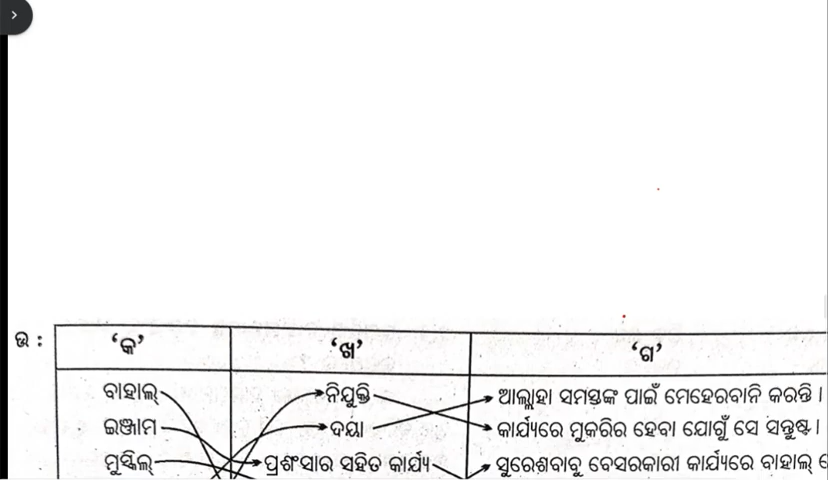 ଉ :
‘କ’ ‘ଖ’ ‘ଗ’
ବାହାଲ୍ ନିଯୁକ୍ତି ଆଲ୍ଲାହା ସମସ୍ତଙ୍କ ପାଇଁ ମେହେରବାନି କରନ୍ତି ।
ଇଞ୍ଜାମ ଦୟା କାର୍ଯ୍ୟରେ ମୁକରିର ହେବା ଯୋଗୁଁ ସେ ସନ୍ତୁଷ୍ଟ ।
ମୁସ୍କିଲ୍ ପ୍ରଶଂସାର ସହିତ କାର୍ଯ୍ୟ ସୁରେଶବାବୁ ବେସରକାରୀ କାର୍ଯ୍ୟରେ ବାହାଲ୍